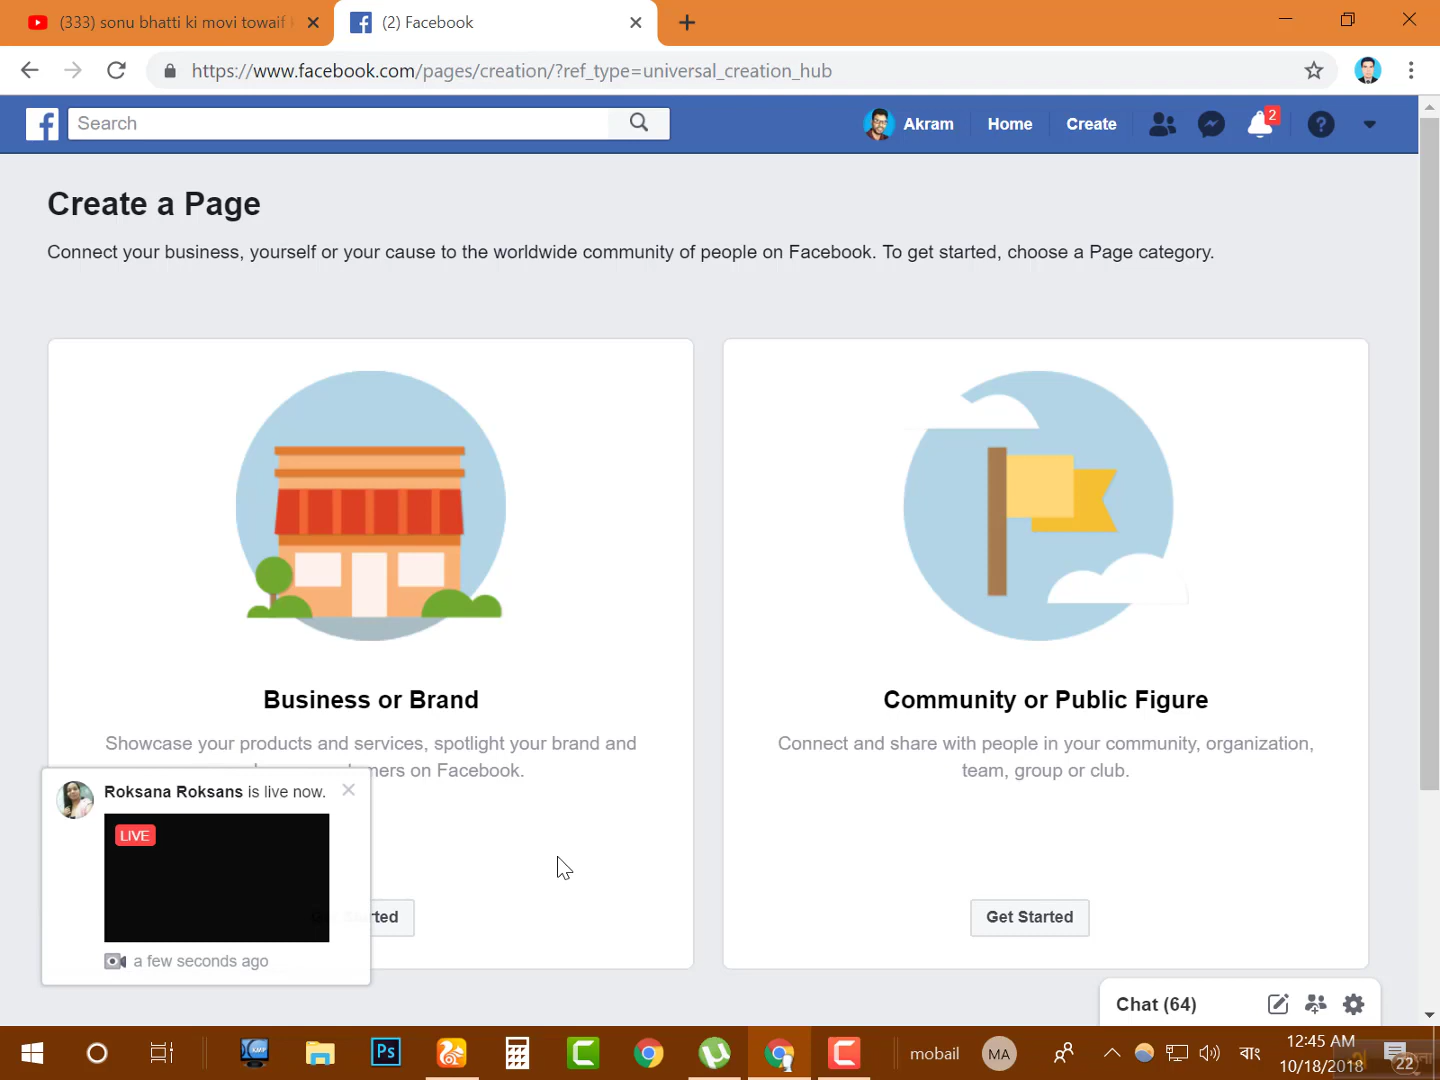 (333) sonu bhatti ki movi towaif
(2) Facebook
https://www.facebook.com/pages/creation/?ref_type=universal_creation_hub
Search
Akram
Home
Create
2
Create a Page
Connect your business, yourself or your cause to the worldwide community of people on Facebook. To get started, choose a Page category.
Business or Brand
Showcase your products and services, spotlight your brand and
on Facebook.
Community or Public Figure
Connect and share with people in your community, organization,
team, group or club.
Roksana Roksans is live now.
LIVE
a few seconds ago
Get Started
Get Started
Chat (64)
Ps
mobail
MA
বাং
12:45 AM
10/18/2018
22